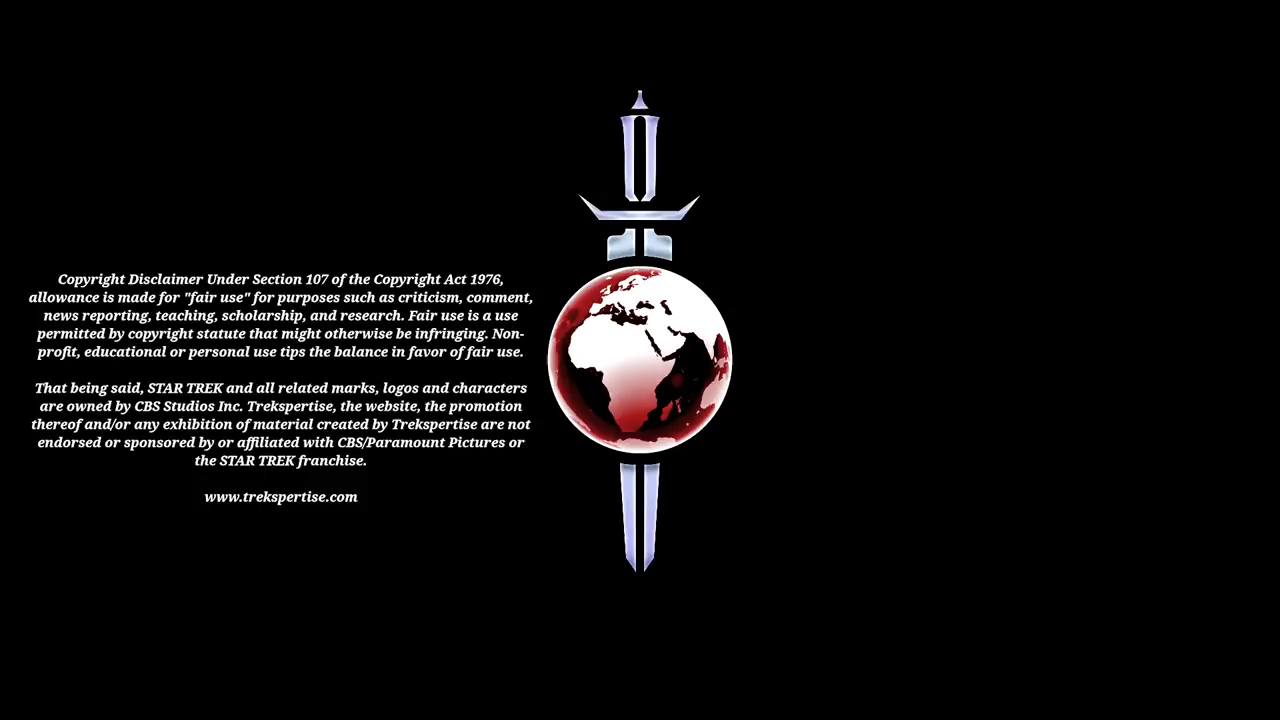 Copyright Disclaimer Under Section 107 of the Copyright Act 1976,
allowance is made for "fair use" for purposes such as criticism, comment,
news reporting, teaching, scholarship, and research. Fair use is a use
permitted by copyright statute that might otherwise be infringing. Non-
profit, educational or personal use tips the balance in favor of fair use.
That being said, STAR TREK and all related marks, logos and characters
are owned by CBS Studios Inc. Trekspertise, the website, the promotion
thereof and/or any exhibition of material created by Trekspertise are not
endorsed or sponsored by or affiliated with CBS/Paramount Pictures or
the STAR TREK franchise.
www.trekspertise.com